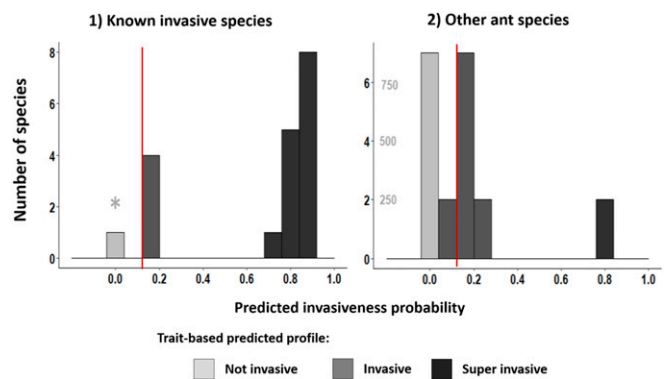 1) Known invasive species
2) Other ant species
Number of species
8
6
4
2
0
*
0.0 0.2 0.4 0.6 0.8 1.0
6
4
2
0
750
500
250
0.0 0.2 0.4 0.6 0.8 1.0
Predicted invasiveness probability
Trait-based predicted profile:
Not invasive Invasive Super invasive